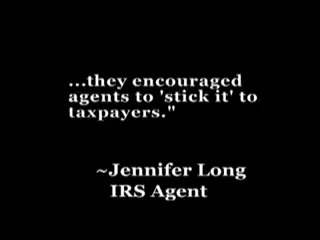 ...they encouraged
agents to 'stick it' to
taxpayers."
~Jennifer Long
IRS Agent